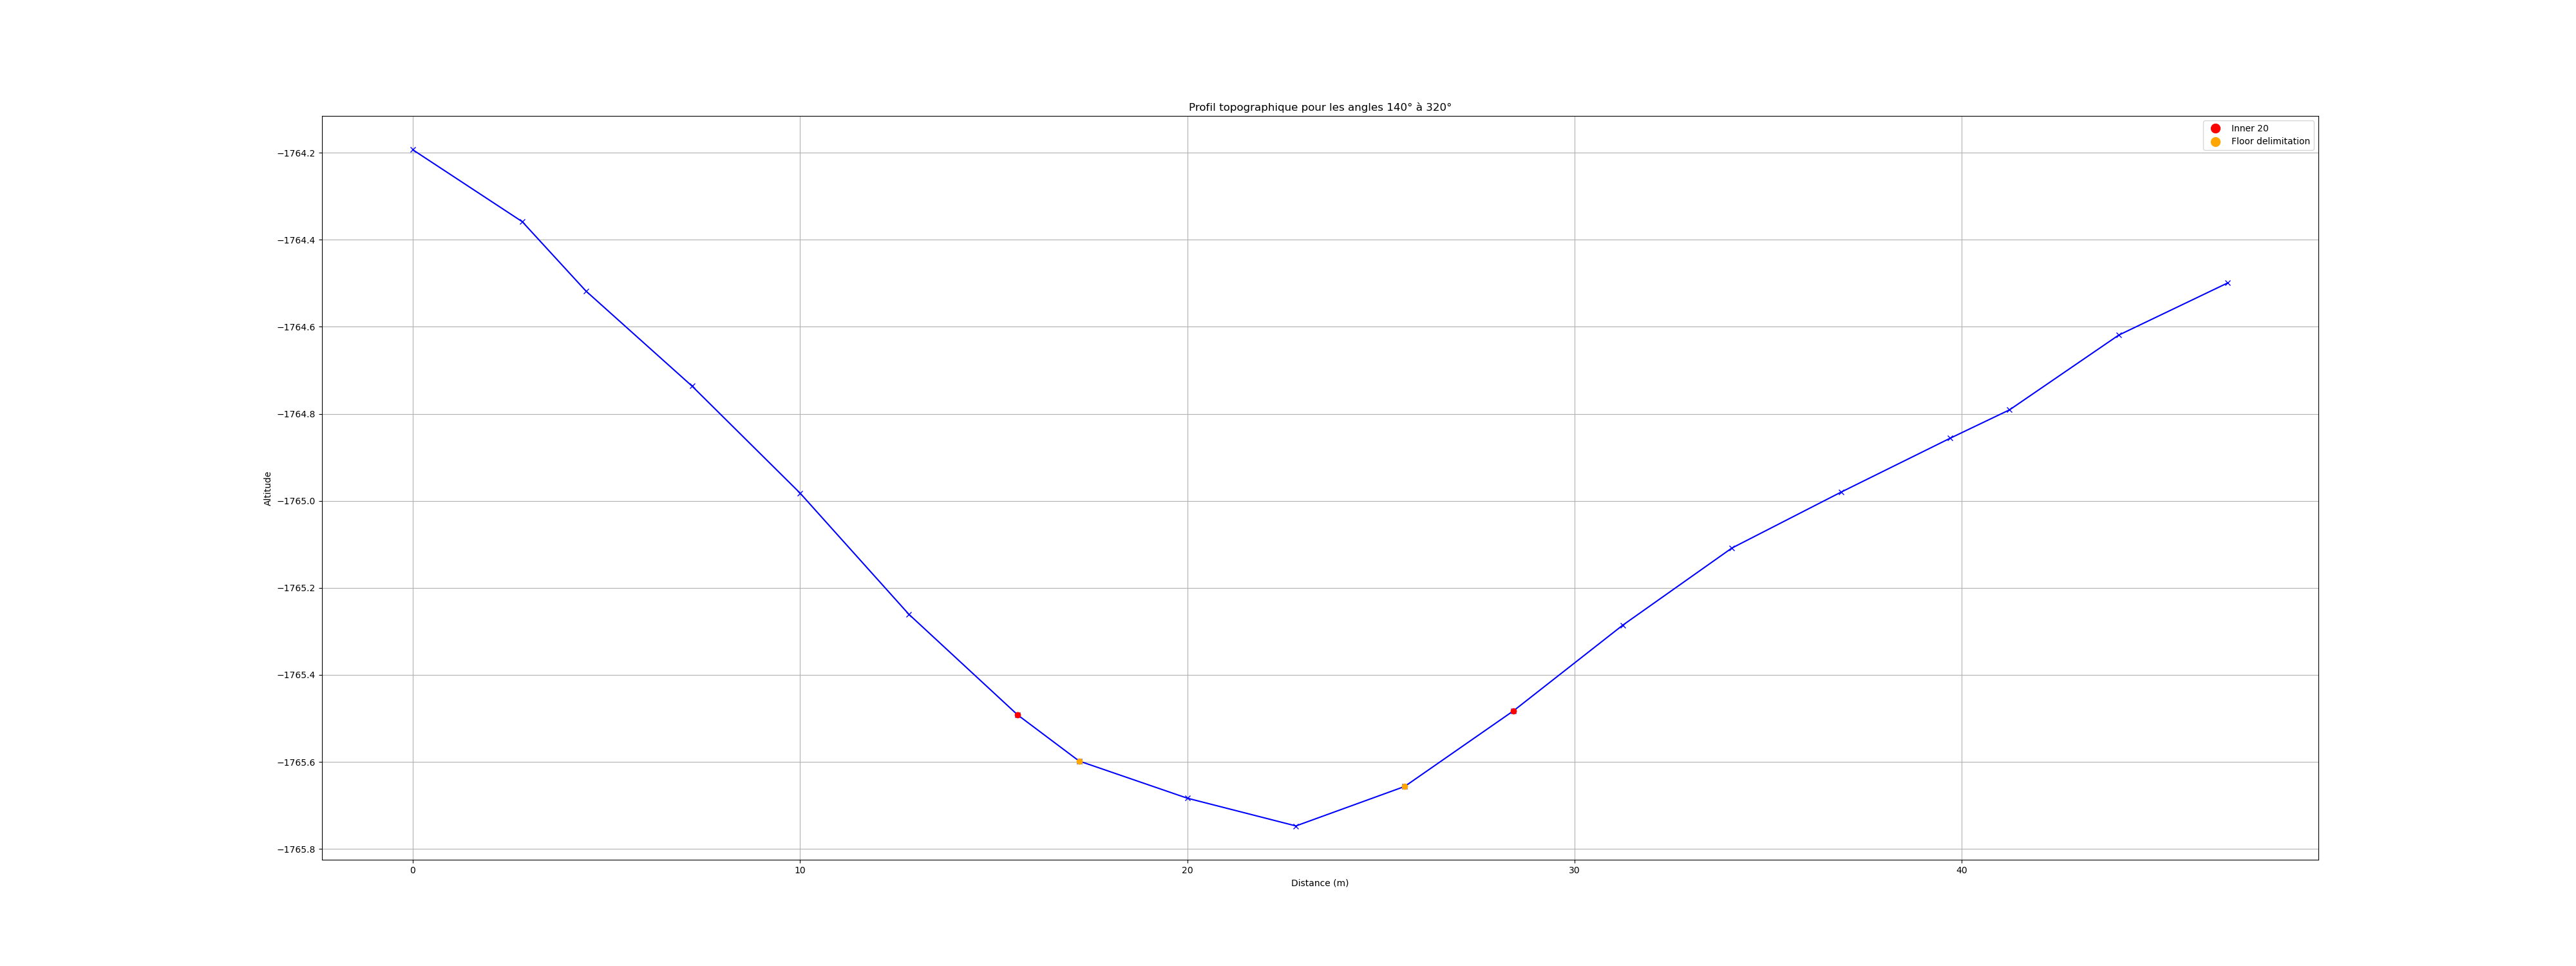 Profil topographique pour les angles 140° à 320°
Inner 20
Floor delimitation
−1764.2
−1764.4
−1764.6
−1764.8
−1765.0
−1765.2
−1765.4
−1765.6
−1765.8
Altitude
0 10 20 30 40
Distance (m)